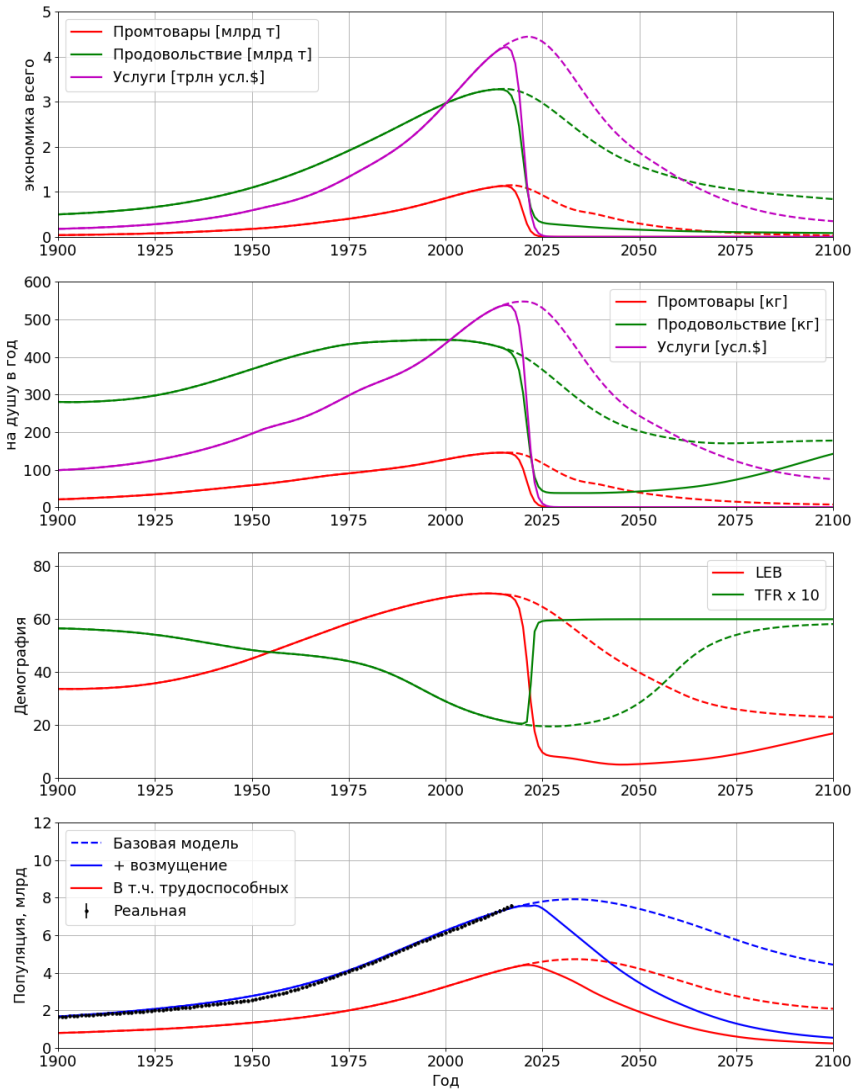 экономика всего
5
4
3
2
1
0
Промтовары [млрд т]
Продовольствие [млрд т]
Услуги [трлн усл.$]
1900 1925 1950 1975 2000 2025 2050 2075 2100
на душу в год
600
500
400
300
200
100
0
Промтовары [кг]
Продовольствие [кг]
Услуги [усл.$]
1900 1925 1950 1975 2000 2025 2050 2075 2100
Демография
80
60
40
20
0
LEB
TFR x 10
1900 1925 1950 1975 2000 2025 2050 2075 2100
Популяция, млрд
12
10
8
6
4
2
0
Базовая модель
+ возмущение
В т.ч. трудоспособных
Реальная
1900 1925 1950 1975 2000 2025 2050 2075 2100
Год